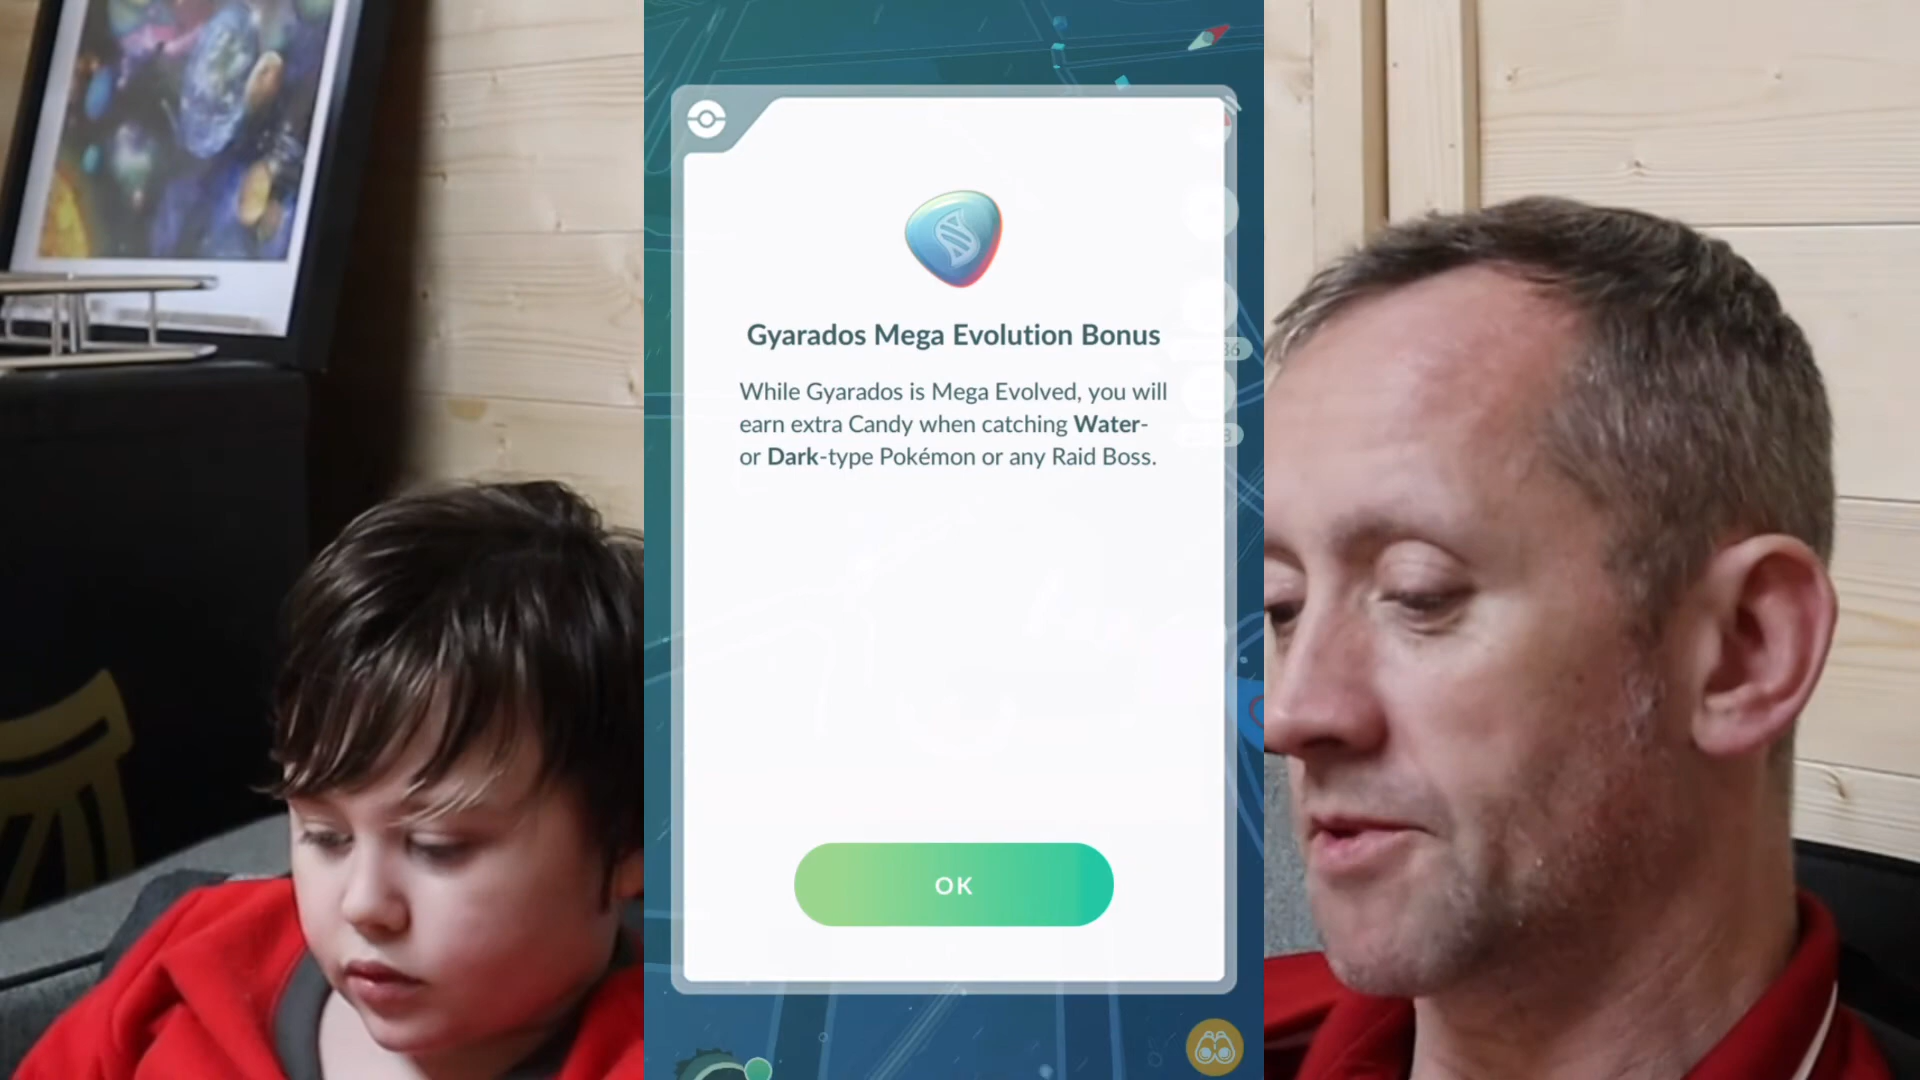 Gyarados Mega Evolution Bonus
While Gyarados is Mega Evolved, you will
earn extra Candy when catching Water-
or Dark-type Pokémon or any Raid Boss.
OK